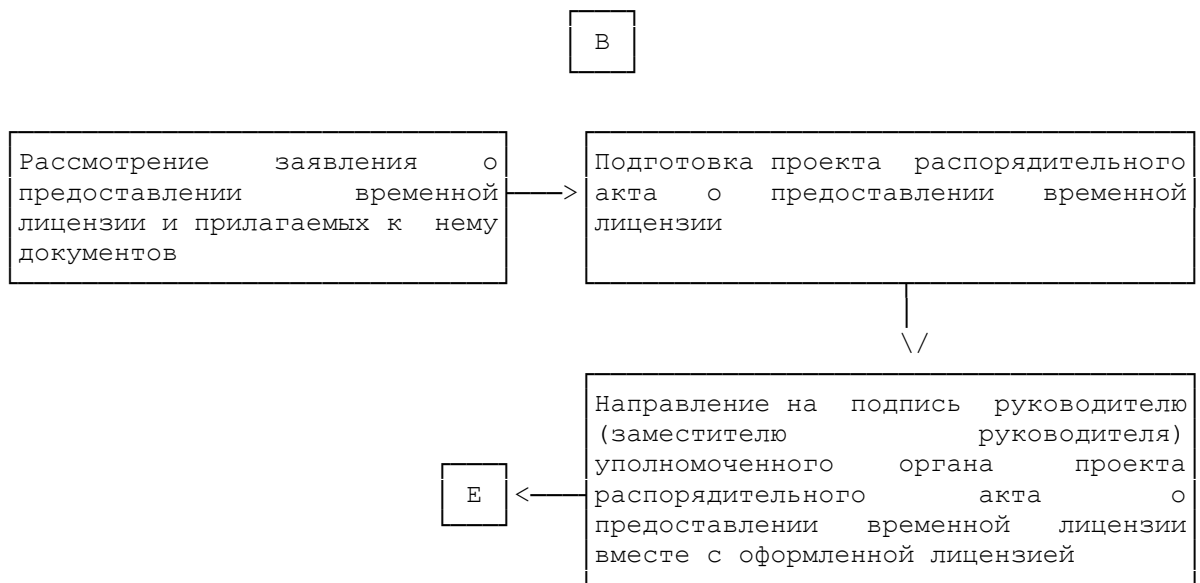 В
Рассмотрение заявления о
предоставлении временной
лицензии и прилагаемых к нему
документов
Подготовка проекта распорядительного
акта о предоставлении временной
лицензии
Направление на подпись руководителю
(заместителю руководителя)
уполномоченного органа проекта
распорядительного акта о
предоставлении временной лицензии
вместе с оформленной лицензией
Е